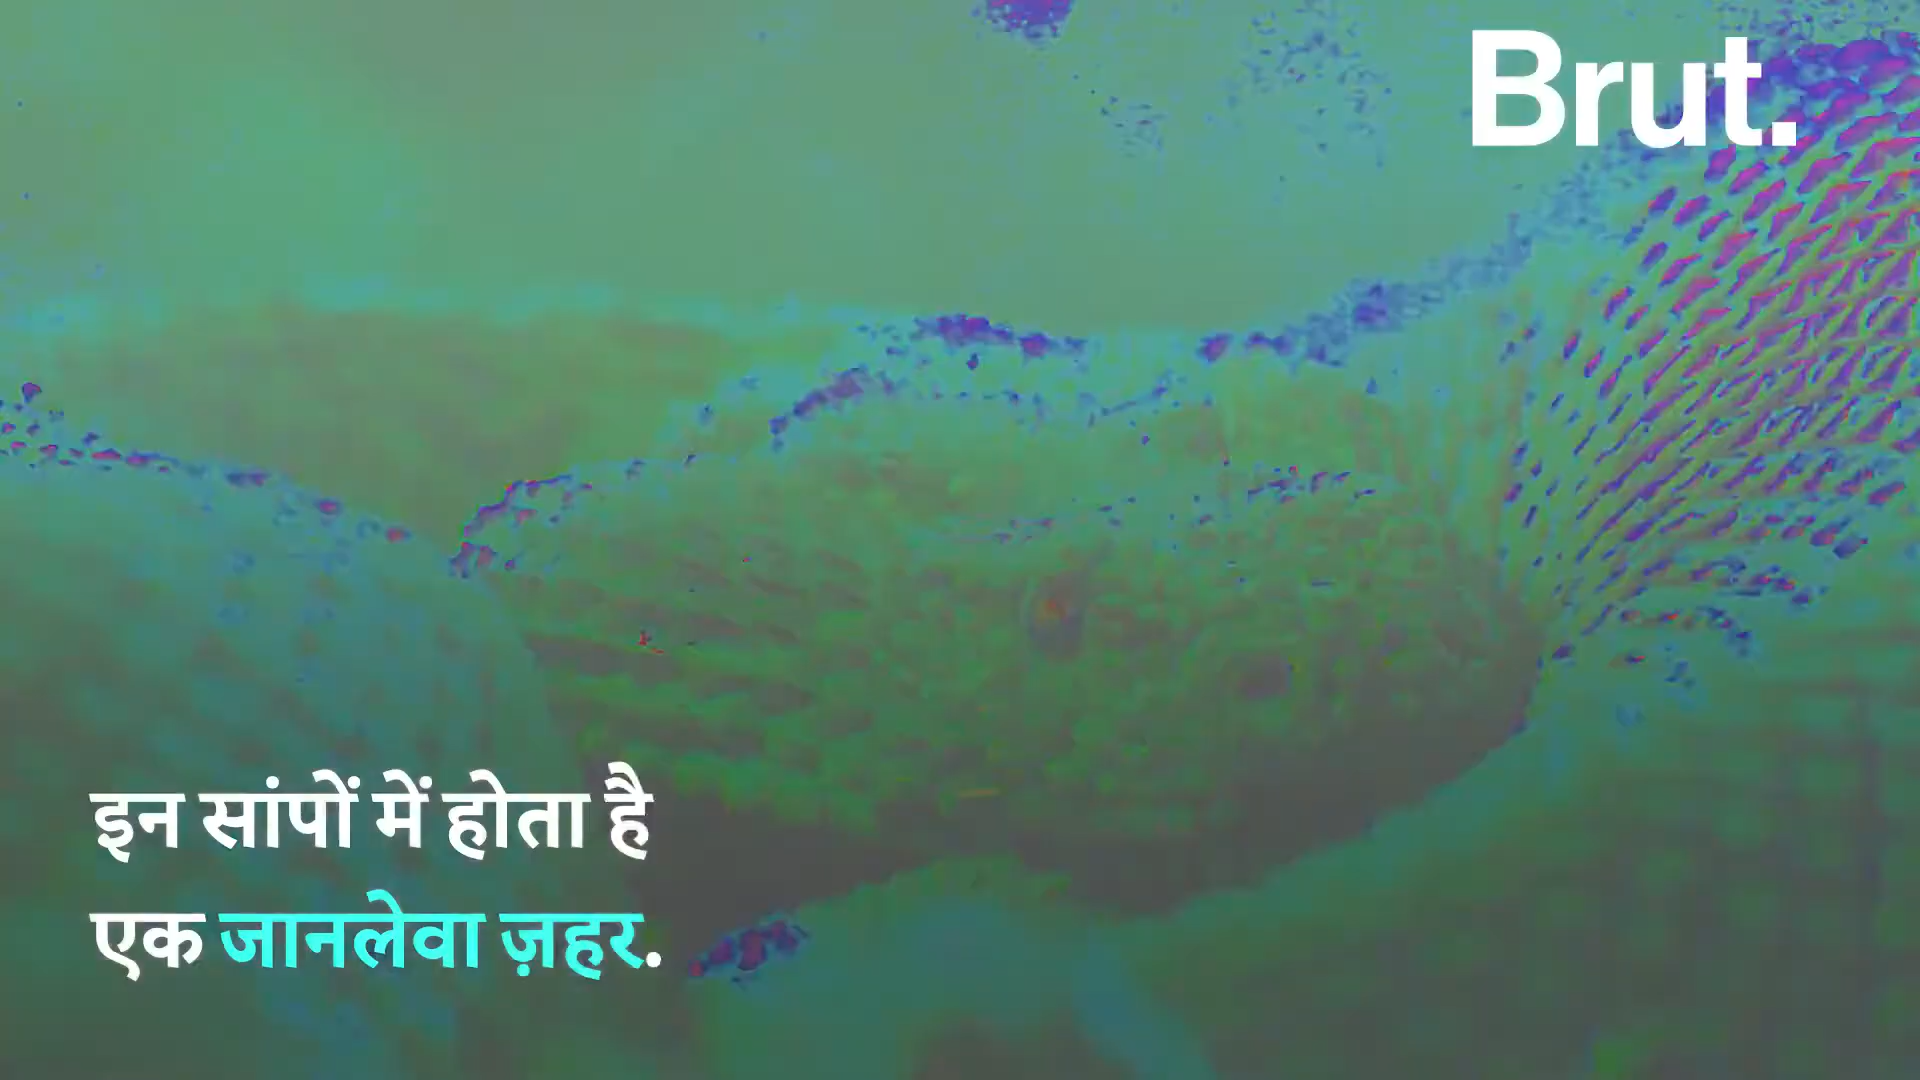 Brut.
इन सांपों में होता है
एक जानलेवा ज़हर.